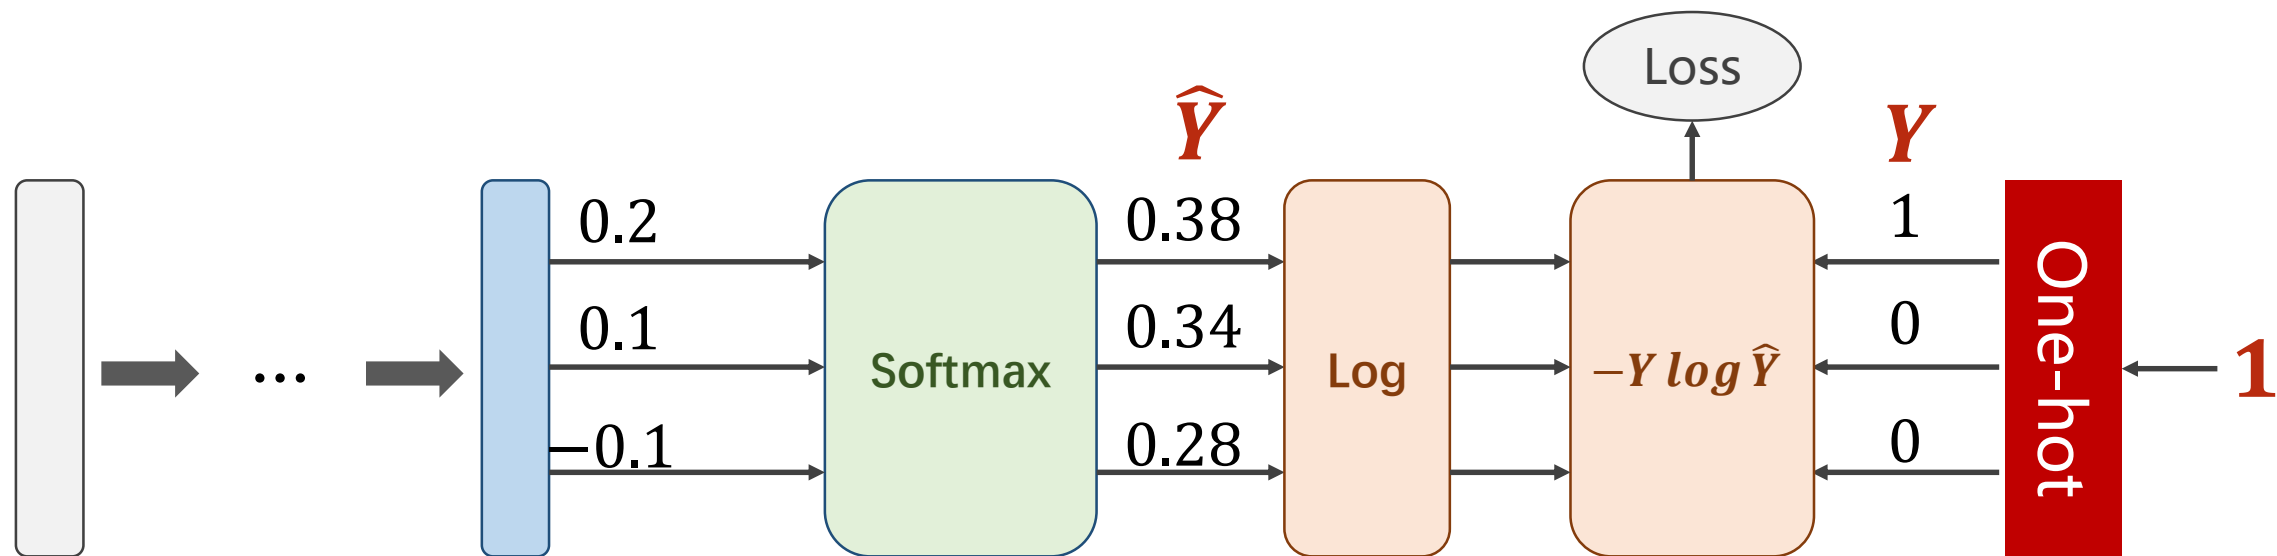 Loss
Ŷ
Y
0.2
0.38
1
0.1
0.34
0
...
Softmax
Log
−Y log Ŷ
One-hot
1
−0.1
0.28
0